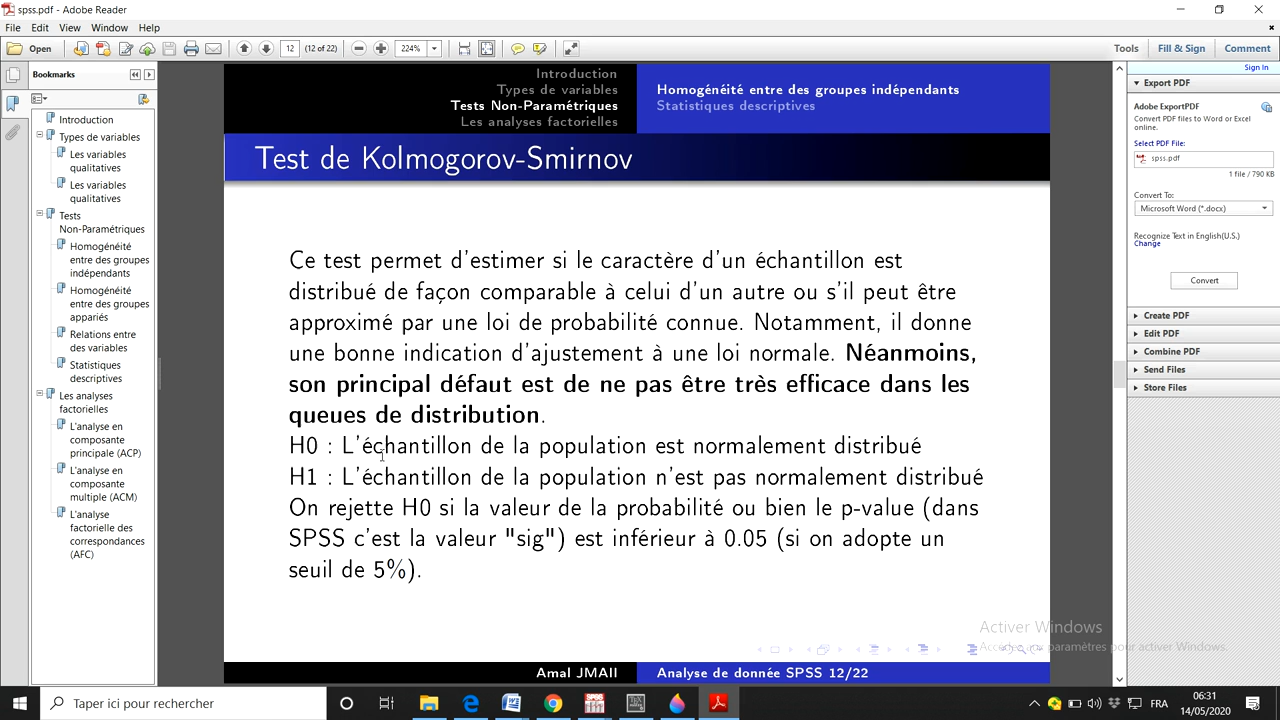 spss.pdf - Adobe Reader
File Edit View Window Help
Open
12 (12 of 22)
224%
Tools Fill & Sign Comment
Sign In
Bookmarks
Introduction
Types de variables
Les variables
qualitatives
Les variables
qualitatives
Tests
Non-Paramétriques
Homogénéité
entre des groupes
indépendants
Homogénéité
entre des groupes
appariés
Relations entre
des variables
Statistiques
descriptives
Les analyses
factorielles
L'analyse en
composante
principale (ACP)
L'analyse en
composante
multiple (ACM)
L'analyse
factorielle des
correspondances
(AFC)
Introduction
Types de variables
Tests Non-Paramétriques
Les analyses factorielles
Homogénéité entre des groupes indépendants
Statistiques descriptives
Test de Kolmogorov-Smirnov
Ce test permet d'estimer si le caractère d'un échantillon est
distribué de façon comparable à celui d'un autre ou s'il peut être
approximé par une loi de probabilité connue. Notamment, il donne
une bonne indication d'ajustement à une loi normale. Néanmoins,
son principal défaut est de ne pas être très efficace dans les
queues de distribution.
H0 : L'échantillon de la population est normalement distribué
H1 : L'échantillon de la population n'est pas normalement distribué
On rejette H0 si la valeur de la probabilité ou bien le p-value (dans
SPSS c'est la valeur "sig") est inférieur à 0.05 (si on adopte un
seuil de 5%).
Amal JMAII
Analyse de donnée SPSS 12/22
Export PDF
Adobe ExportPDF
Convert PDF files to Word or Excel
online.
Select PDF File:
spss.pdf
1 file / 790 KB
Convert To:
Microsoft Word (*.docx)
Recognize Text in English(U.S.)
Change
Convert
Create PDF
Edit PDF
Combine PDF
Send Files
Store Files
Activer Windows
Accédez aux paramètres pour activer Windows.
Taper ici pour rechercher
FRA
06:31
14/05/2020